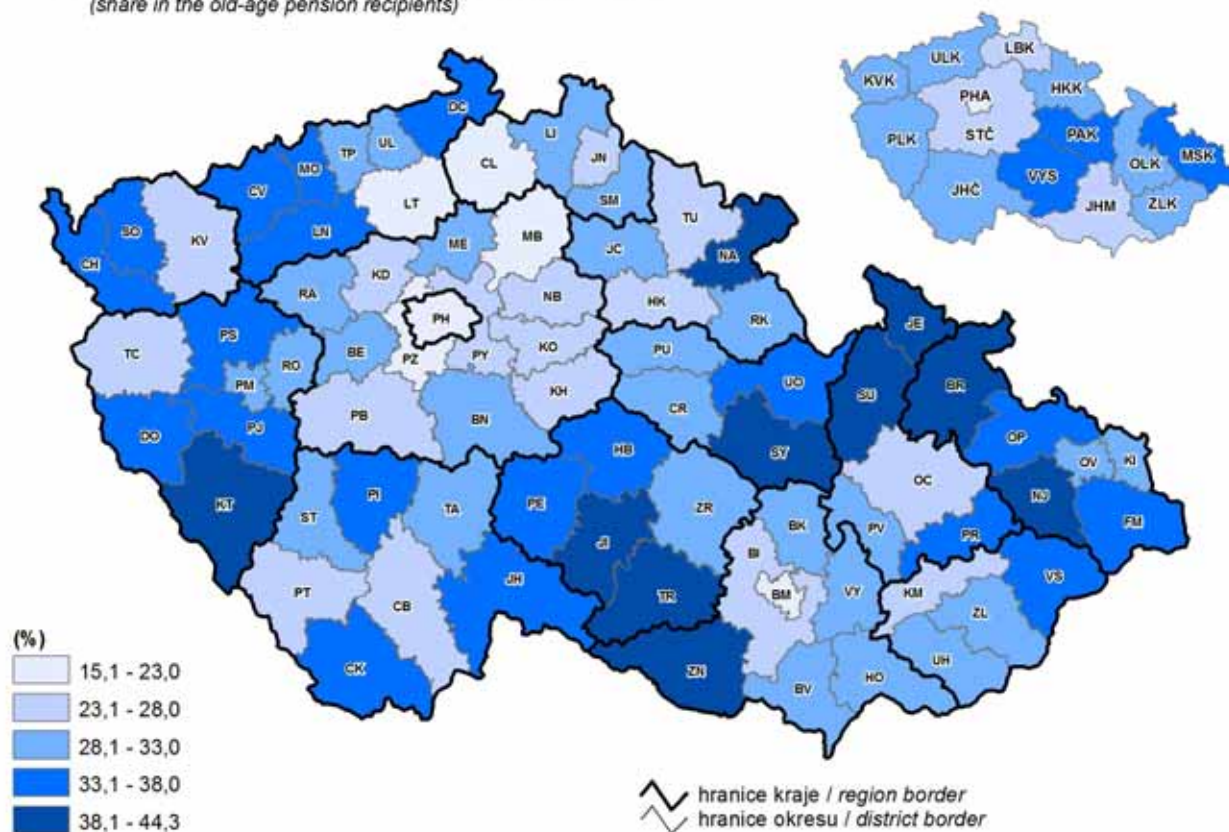 (share in the old-age pension recipients)
LBK
ULK
KVK
HKK
PHA
STČ
PLK
PAK
MSK
OLK
VYS
JHČ
JHM
ZLK
DC
LI
UL
TP
CL
JN
MO
CV
LT
SM
TU
SO
KV
LN
ME
MB
JC
NA
CH
KD
RA
NB
HK
RK
PH
JE
PS
TC
BE
PZ
PY
KO
PU
RO
PM
UO
BR
KH
SU
PB
BN
CR
DO
PJ
OP
HB
SY
OV
KI
OC
NJ
KT
PI
ST
TA
PE
ZR
BK
PV
FM
PR
JI
BI
VS
JH
PT
CB
TR
BM
VY
KM
ZL
UH
CK
ZN
BV
HO
(%)
15,1 - 23,0
23,1 - 28,0
28,1 - 33,0
33,1 - 38,0
38,1 - 44,3
hranice kraje / region border
hranice okresu / district border